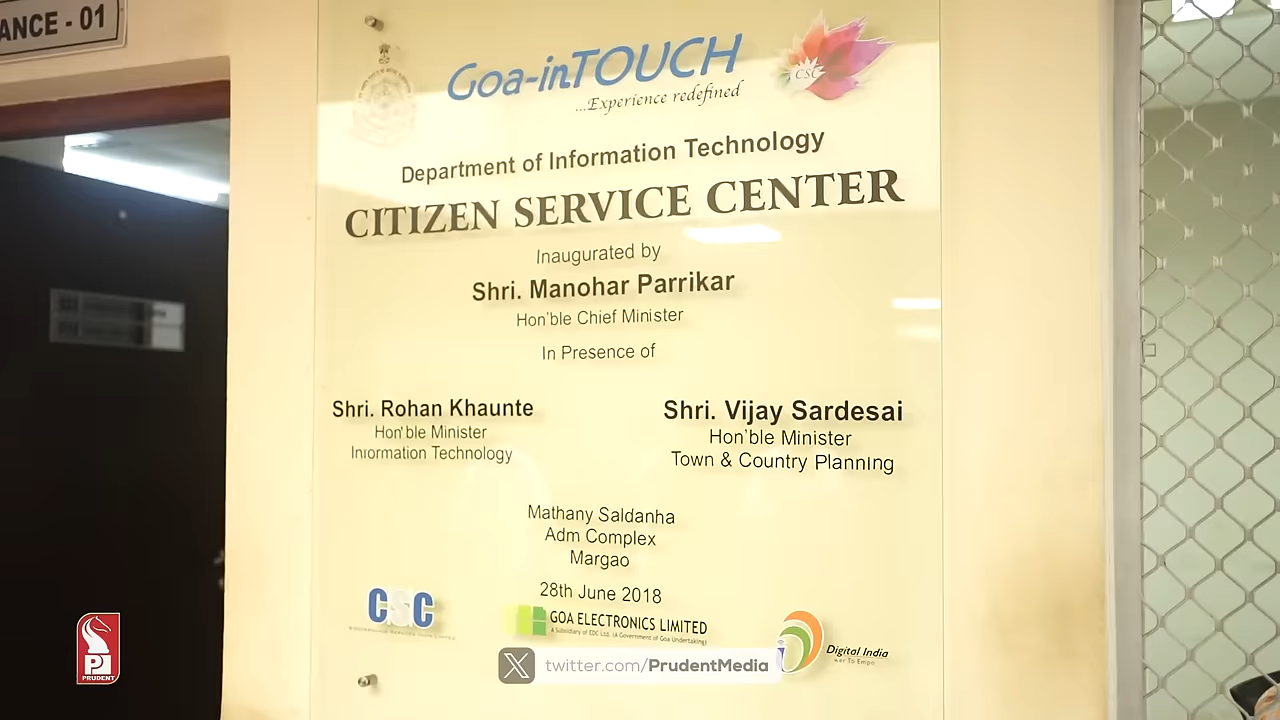 ANCE - 01
Goa-inTOUCH
...Experience redefined
CSC
Department of Information Technology
CITIZEN SERVICE CENTER
Inaugurated by
Shri. Manohar Parrikar
Hon'ble Chief Minister
In Presence of
Shri. Rohan Khaunte
Hon'ble Minister
Information Technology
Shri. Vijay Sardesai
Hon'ble Minister
Town & Country Planning
Mathany Saldanha
Adm Complex
Margao
28th June 2018
CSC
GOA ELECTRONICS LIMITED
A Subsidiary of EDC Ltd. (A Government of Goa Undertaking)
Digital India
PRUDENT
twitter.com/PrudentMedia